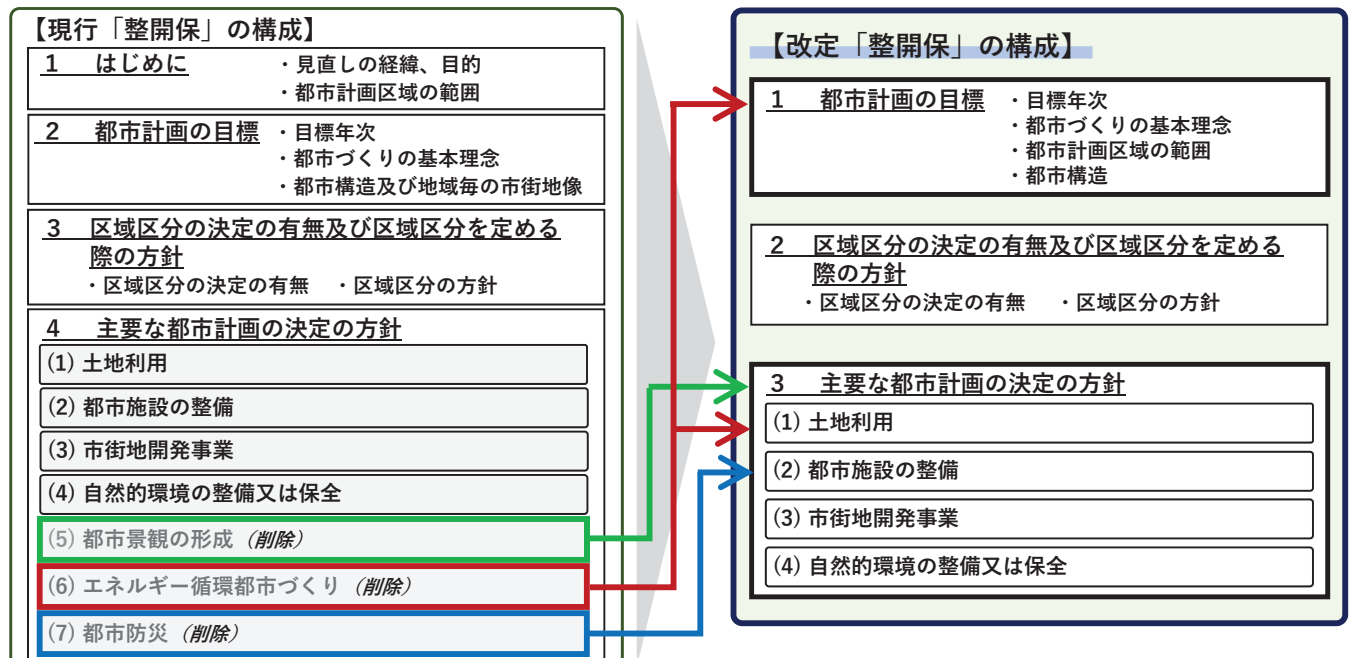 【現行「整開保」の構成】
1 はじめに ・見直しの経緯、目的
・都市計画区域の範囲
2 都市計画の目標 ・目標年次
・都市づくりの基本理念
・都市構造及び地域毎の市街地像
3 区域区分の決定の有無及び区域区分を定める
際の方針
・区域区分の決定の有無 ・区域区分の方針
4 主要な都市計画の決定の方針
(1) 土地利用
(2) 都市施設の整備
(3) 市街地開発事業
(4) 自然的環境の整備又は保全
(5) 都市景観の形成（削除）
(6) エネルギー循環都市づくり（削除）
(7) 都市防災（削除）
【改定「整開保」の構成】
1 都市計画の目標 ・目標年次
・都市づくりの基本理念
・都市計画区域の範囲
・都市構造
2 区域区分の決定の有無及び区域区分を定める
際の方針
・区域区分の決定の有無 ・区域区分の方針
3 主要な都市計画の決定の方針
(1) 土地利用
(2) 都市施設の整備
(3) 市街地開発事業
(4) 自然的環境の整備又は保全